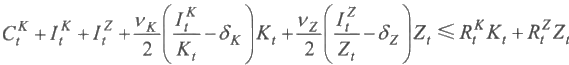 $C_t^K + I_t^K + I_t^Z + \frac{\nu_K}{2}\left(\frac{I_t^K}{K_t} - \delta_K\right)K_t + \frac{\nu_Z}{2}\left(\frac{I_t^Z}{Z_t} - \delta_Z\right)Z_t \leq R_t^K K_t + R_t^Z Z_t$